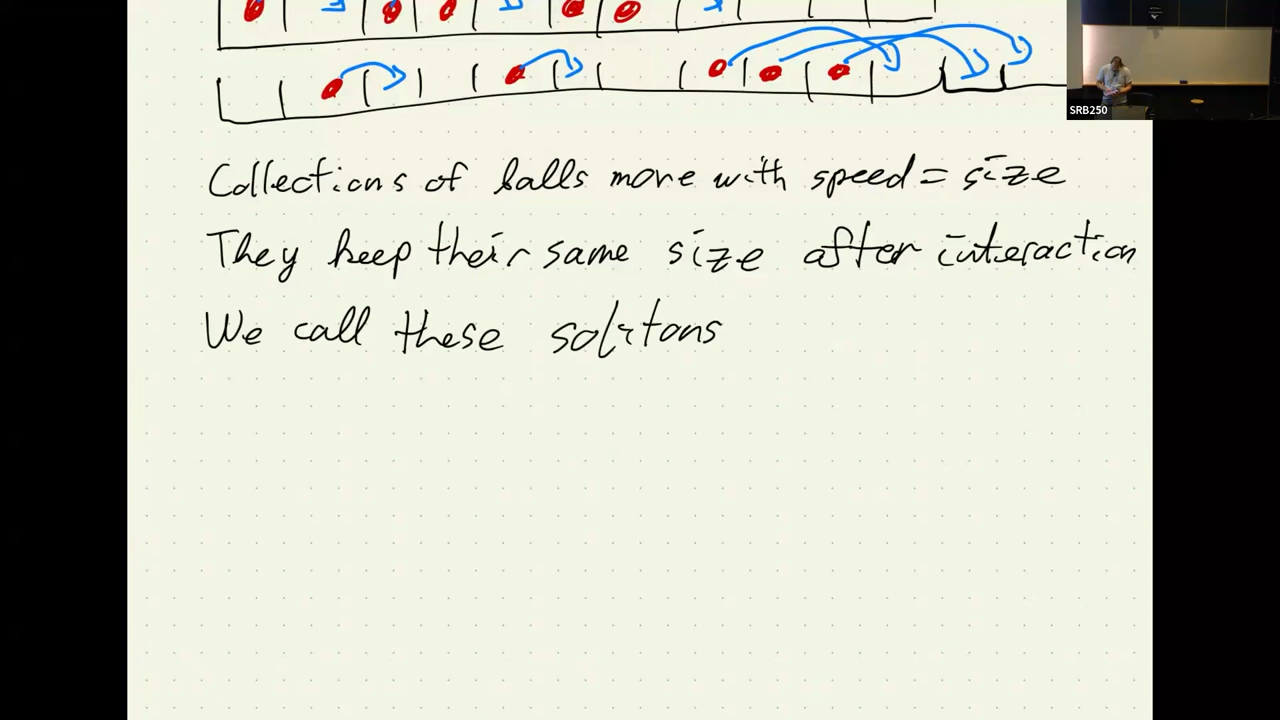 SRB250
Collections of balls move with speed = size
They keep their same size after interaction
We call these solitons